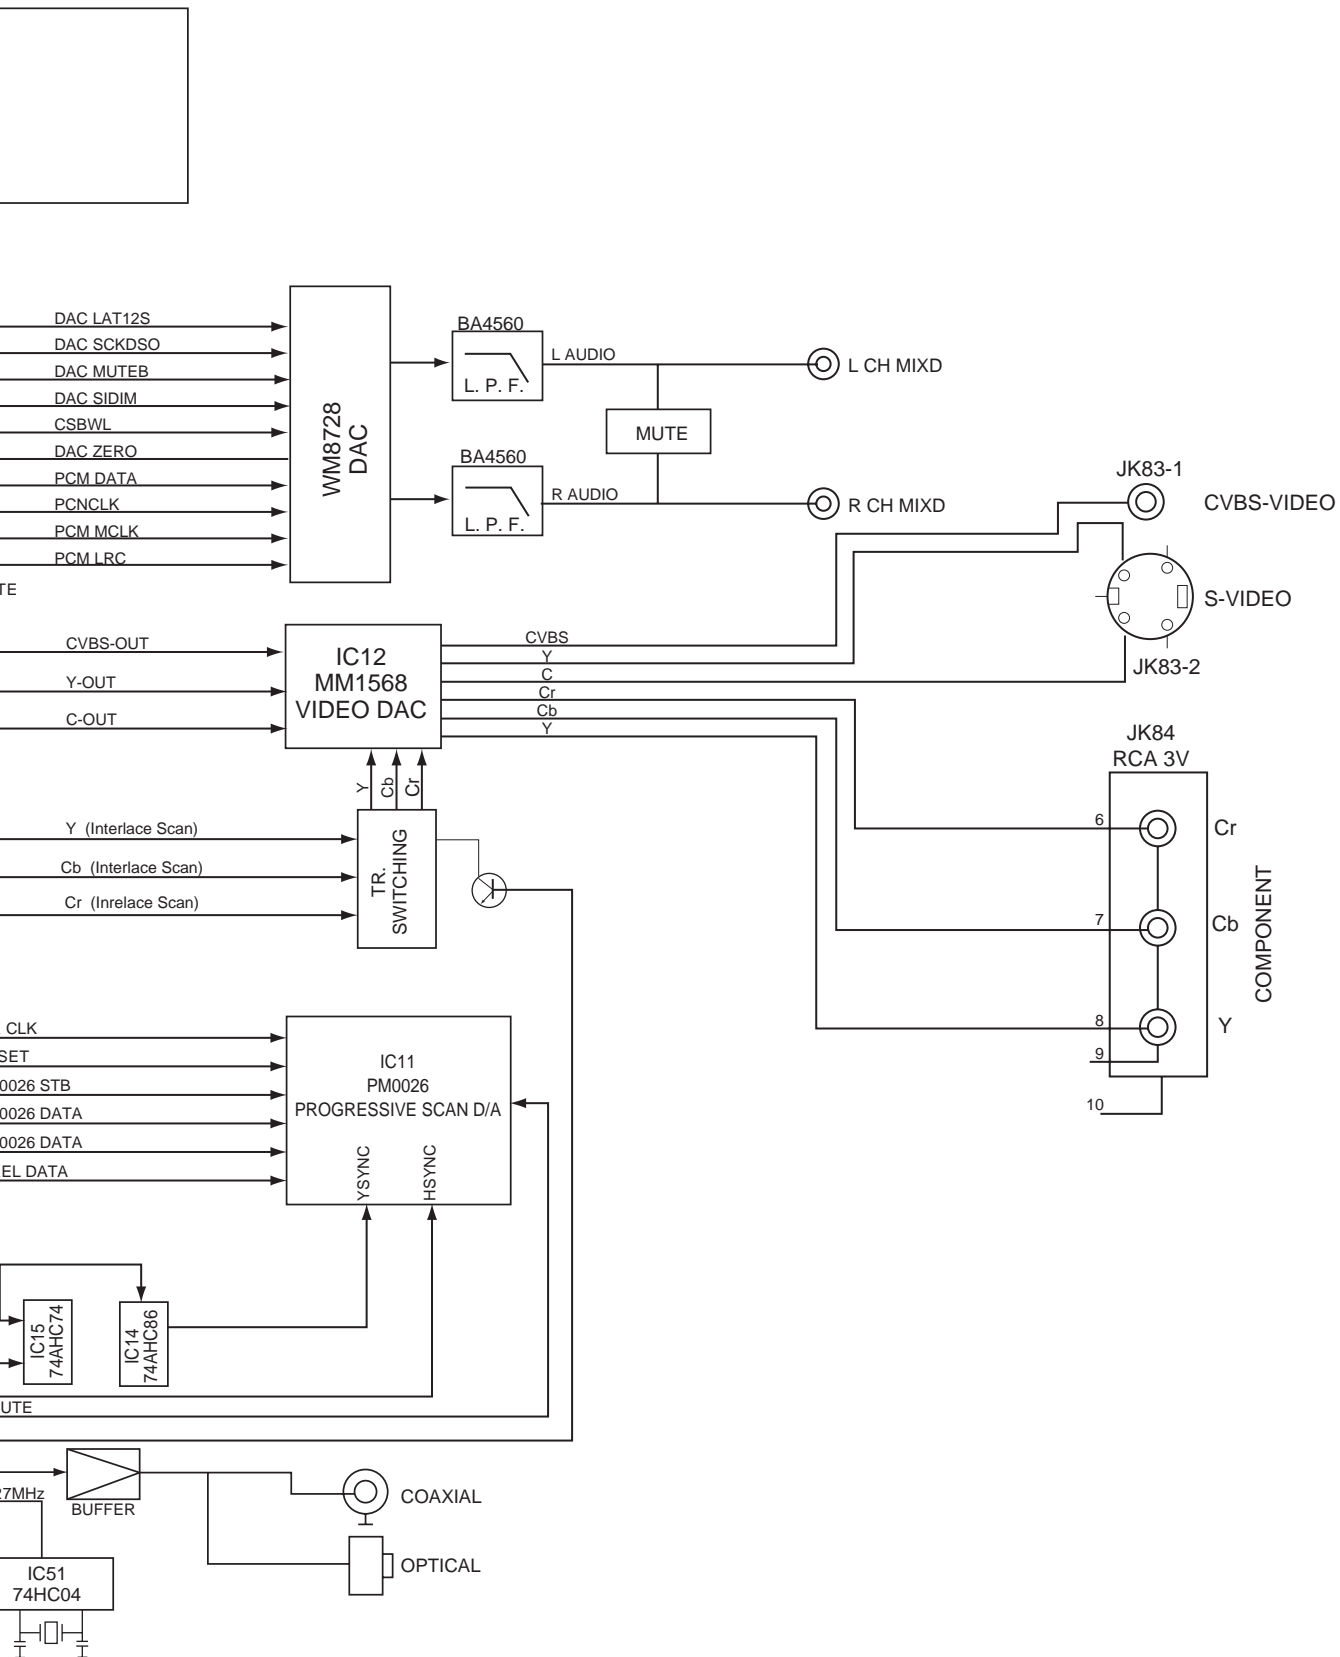 DAC LAT12S
DAC SCKDSO
DAC MUTEB
DAC SIDIM
CSBWL
DAC ZERO
PCM DATA
PCNCLK
PCM MCLK
PCM LRC
TE
WM8728
DAC
BA4560
L. P. F.
L AUDIO
L CH MIXD
MUTE
BA4560
L. P. F.
R AUDIO
R CH MIXD
JK83-1
CVBS-VIDEO
S-VIDEO
JK83-2
CVBS-OUT
Y-OUT
C-OUT
IC12
MM1568
VIDEO DAC
CVBS
Y
C
Cr
Cb
Y
JK84
RCA 3V
6
Cr
7
Cb
8
Y
9
10
COMPONENT
Y
Cb
Cr
Y (Interlace Scan)
Cb (Interlace Scan)
Cr (Inrelace Scan)
TR.
SWITCHING
CLK
SET
0026 STB
0026 DATA
0026 DATA
EL DATA
IC11
PM0026
PROGRESSIVE SCAN D/A
YSYNC
HSYNC
IC15
74AHC74
IC14
74AHC86
UTE
BUFFER
27MHz
COAXIAL
OPTICAL
IC51
74HC04